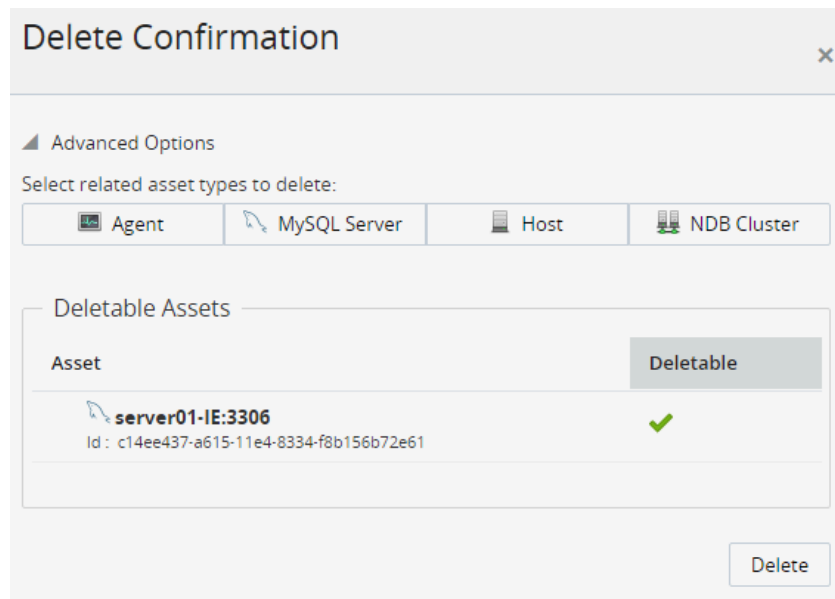 Delete Confirmation
×
Advanced Options
Select related asset types to delete:
Agent MySQL Server Host NDB Cluster
Deletable Assets
Asset Deletable
server01-IE:3306
Id : c14ee437-a615-11e4-8334-f8b156b72e61
Delete